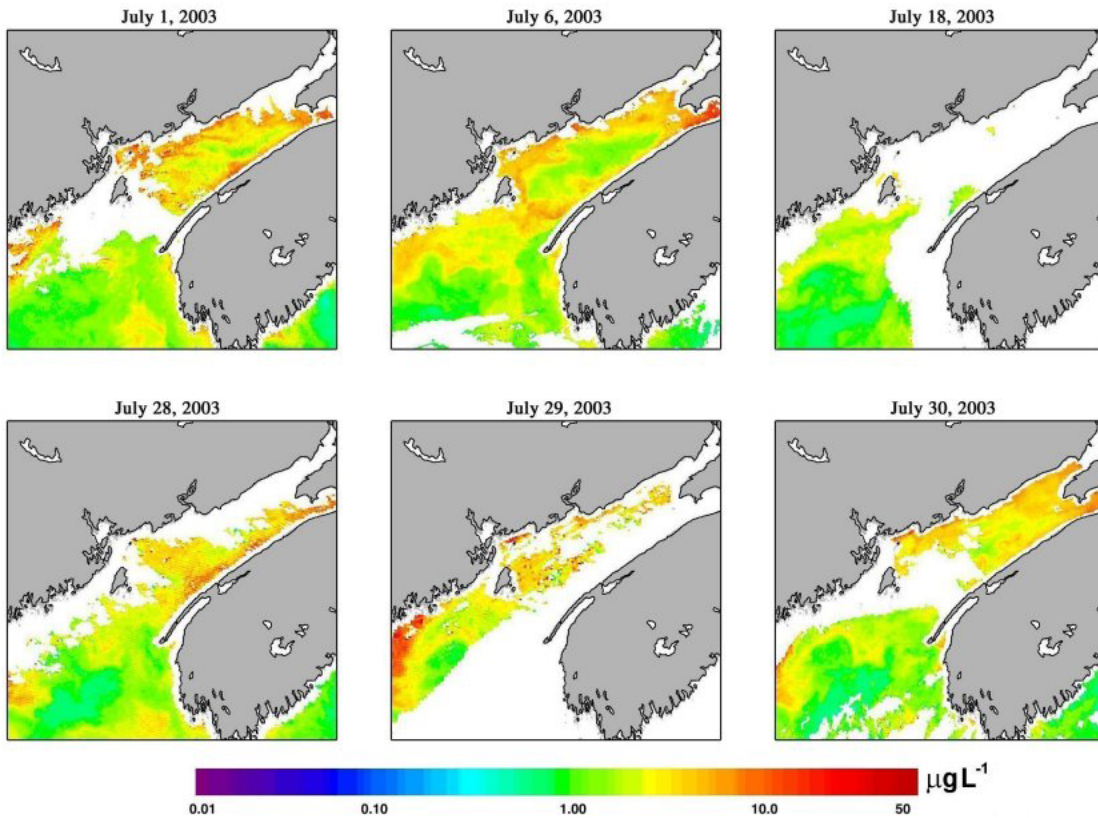 July 1, 2003
July 6, 2003
July 18, 2003
July 28, 2003
July 29, 2003
July 30, 2003
0.01 0.10 1.00 10.0 50 μgL⁻¹